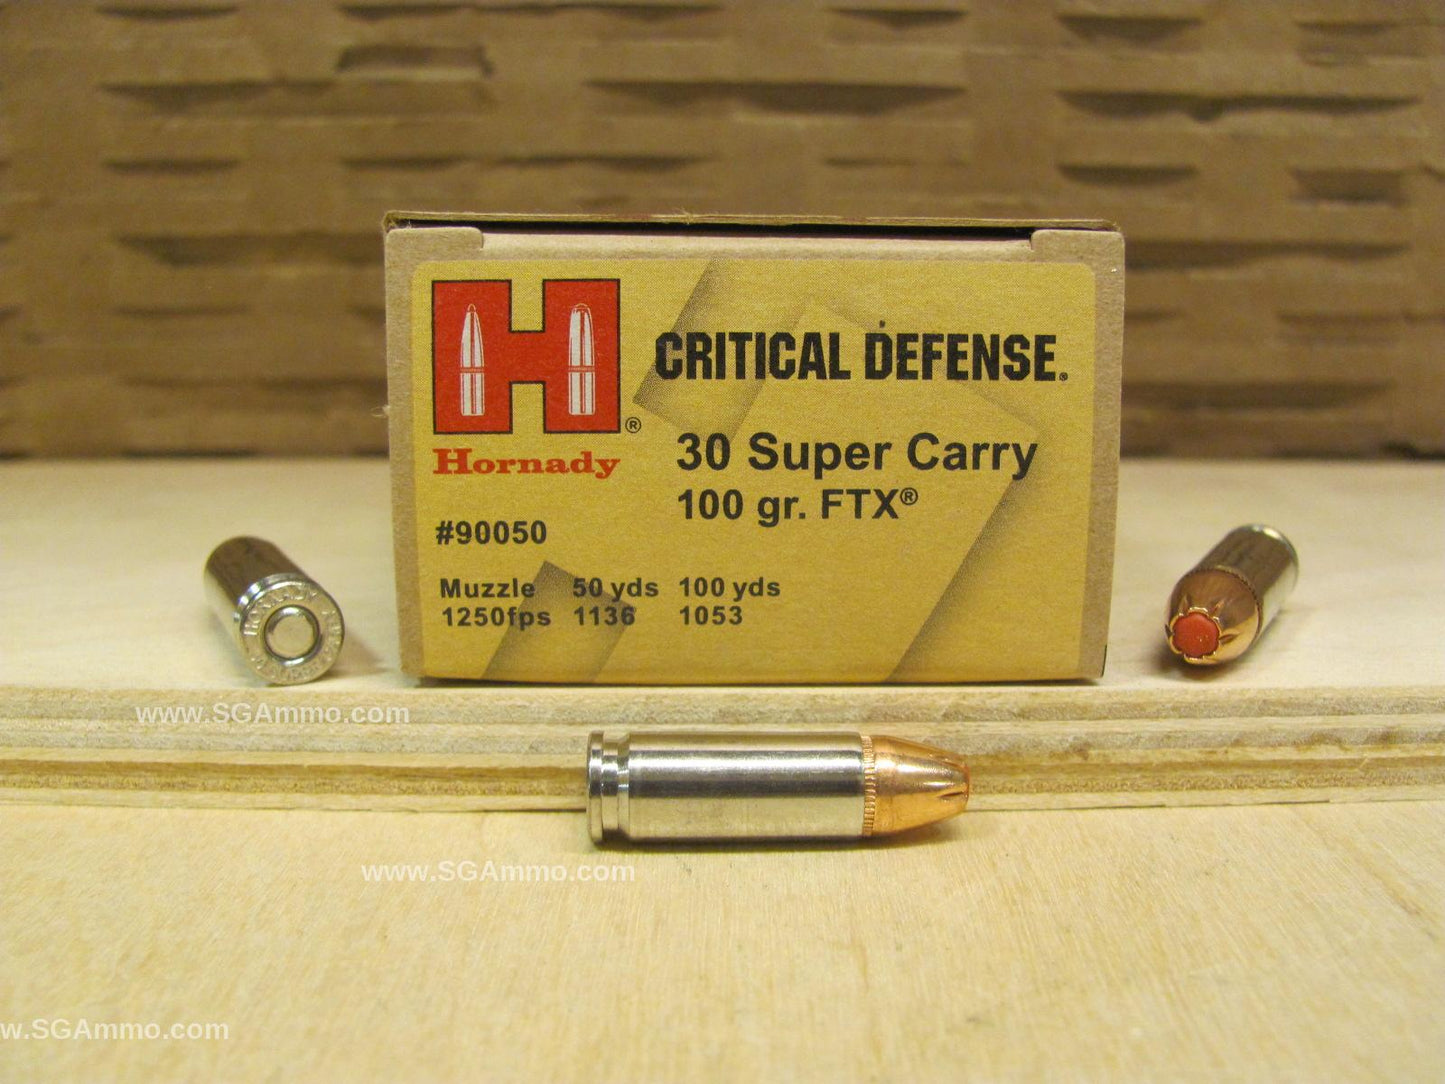 CRITICAL DEFENSE®
30 Super Carry
100 gr. FTX®
®
Hornady
#90050
Muzzle 50 yds 100 yds
1250fps 1136 1053
HORNADY
www.SGAmmo.com
www.SGAmmo.com
w.SGAmmo.com